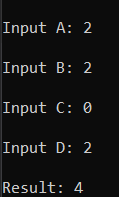 Input A: 2
Input B: 2
Input C: 0
Input D: 2
Result: 4